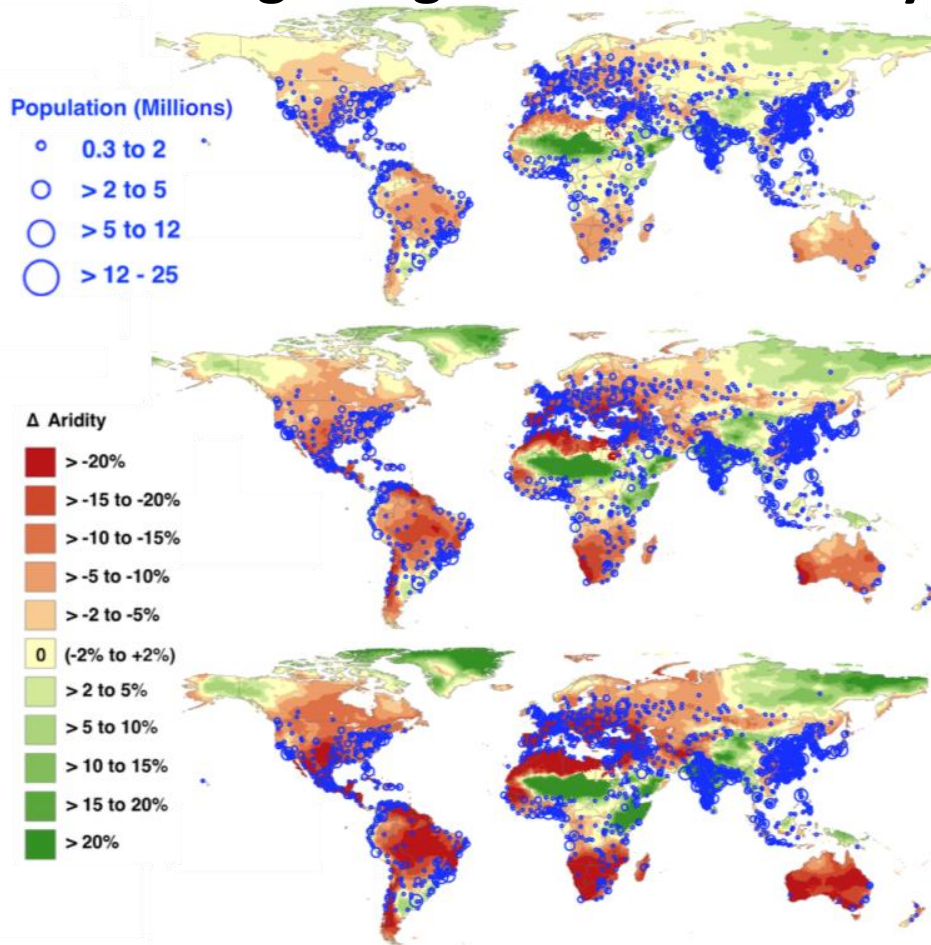 Population (Millions)
0.3 to 2
> 2 to 5
> 5 to 12
> 12 - 25
Δ Aridity
> -20%
> -15 to -20%
> -10 to -15%
> -5 to -10%
> -2 to -5%
0 (-2% to +2%)
> 2 to 5%
> 5 to 10%
> 10 to 15%
> 15 to 20%
> 20%